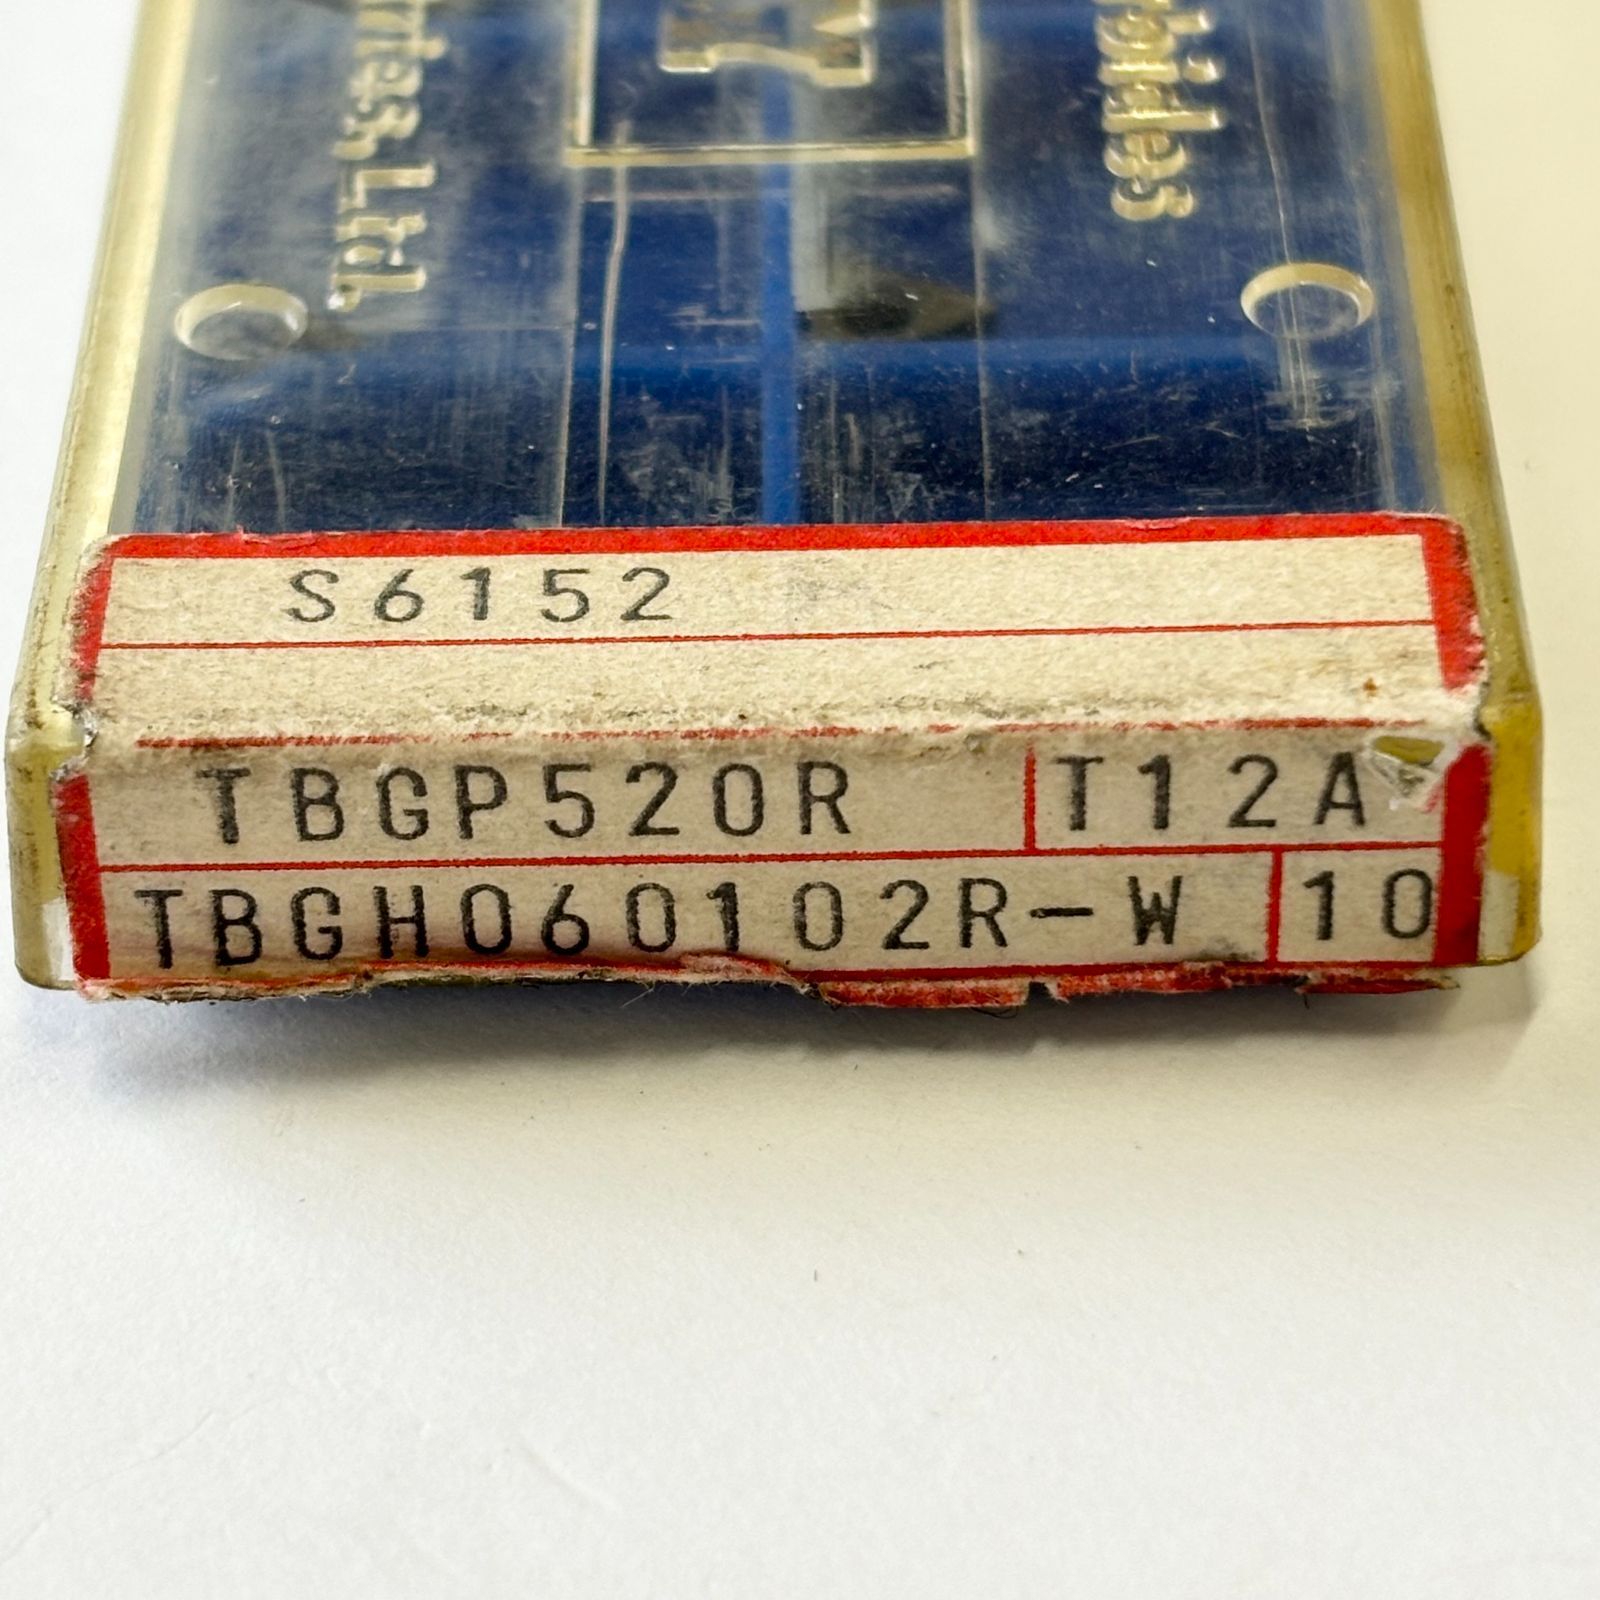 Ltd.
S6152
TBGP520R T12A
TBGH060102R-W 10